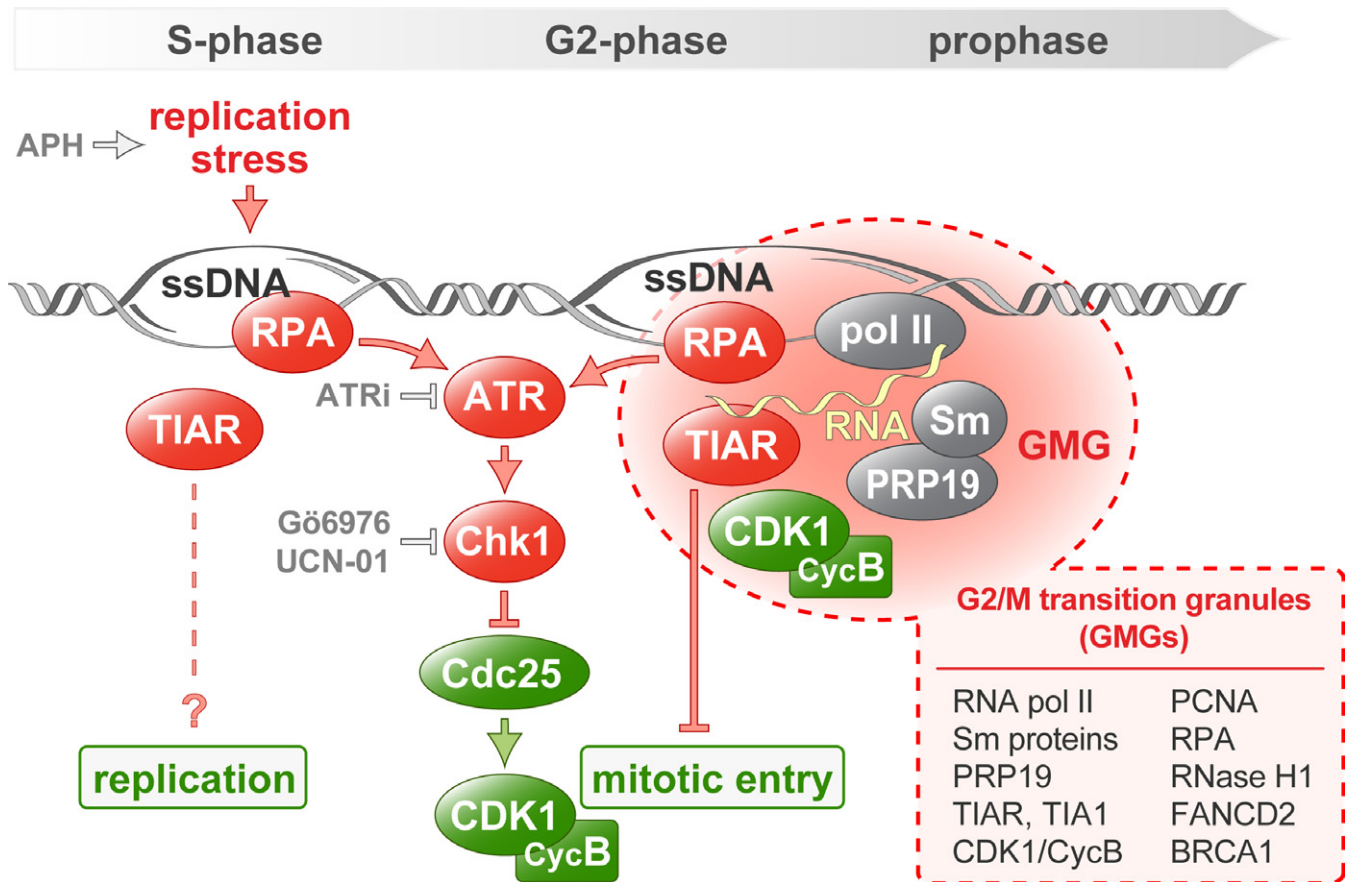 S-phase
G2-phase
prophase
APH
replication
stress
ssDNA
RPA
ssDNA
RPA
pol II
ATRi
ATR
TIAR
TIAR
RNA
Sm
PRP19
GMG
Gö6976
UCN-01
Chk1
CDK1
CycB
Cdc25
?
replication
mitotic entry
CDK1
CycB
G2/M transition granules
(GMGs)
RNA pol II PCNA
Sm proteins RPA
PRP19 RNase H1
TIAR, TIA1 FANCD2
CDK1/CycB BRCA1